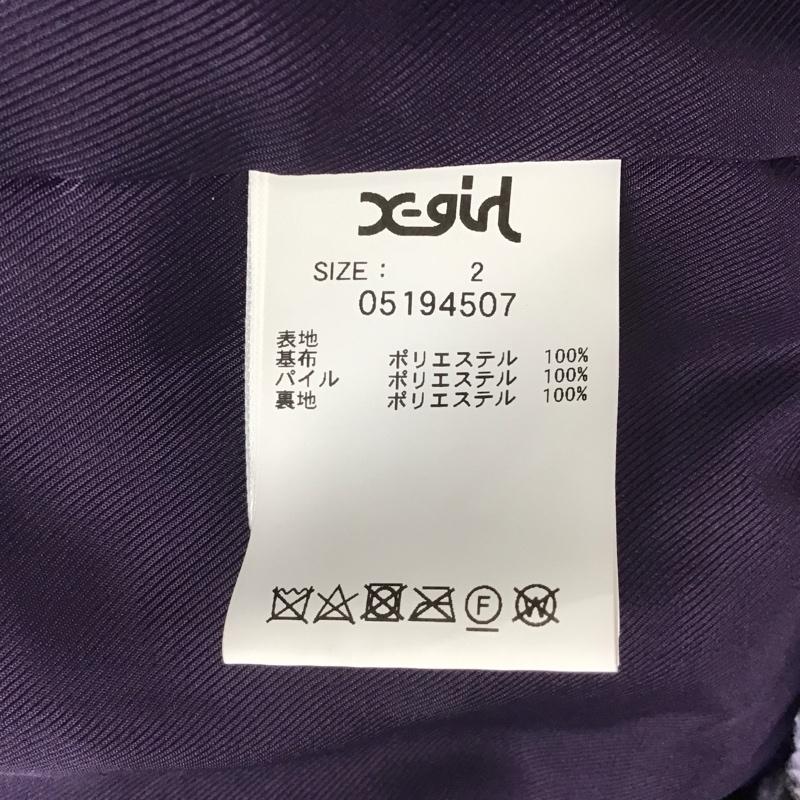 X-girl
SIZE : 2
05194507
表地
基布 ポリエステル 100%
パイル ポリエステル 100%
裏地 ポリエステル 100%
F W